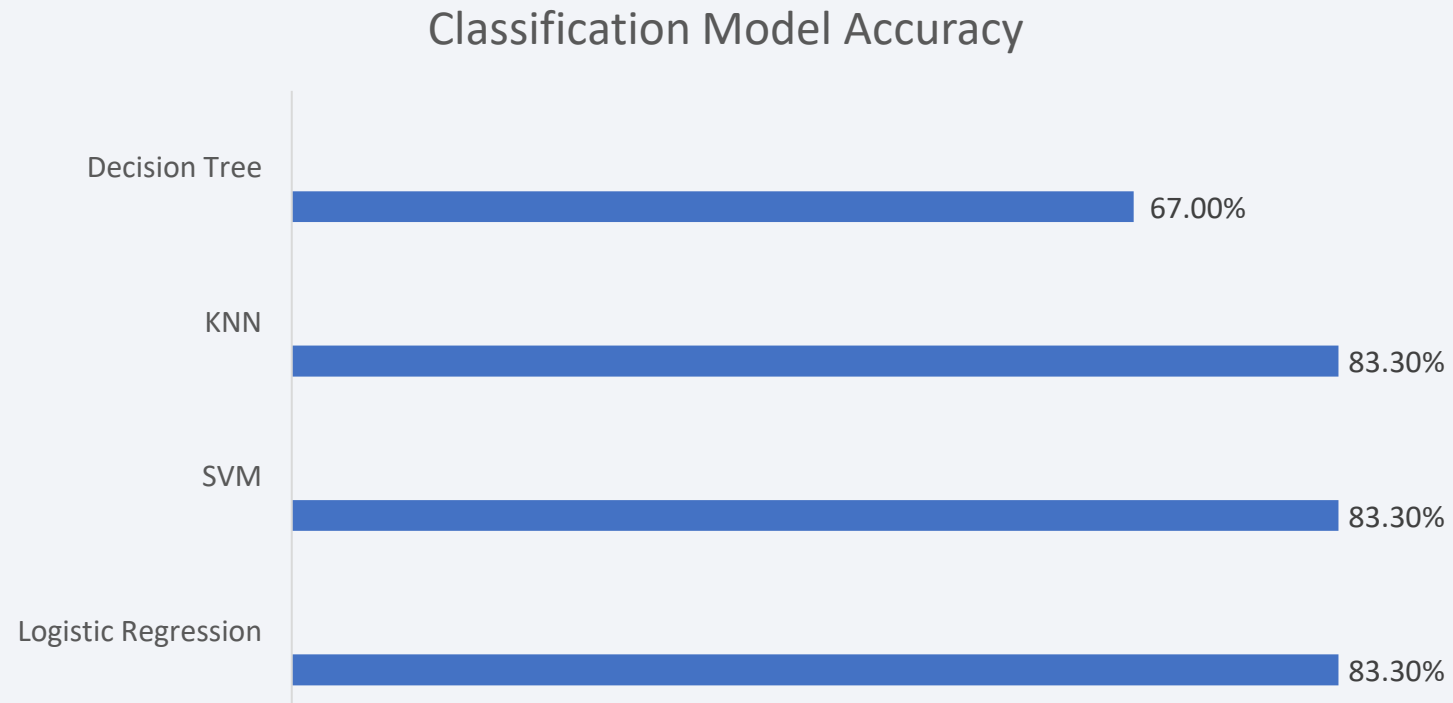 Classification Model Accuracy
Decision Tree
67.00%
KNN
83.30%
SVM
83.30%
Logistic Regression
83.30%